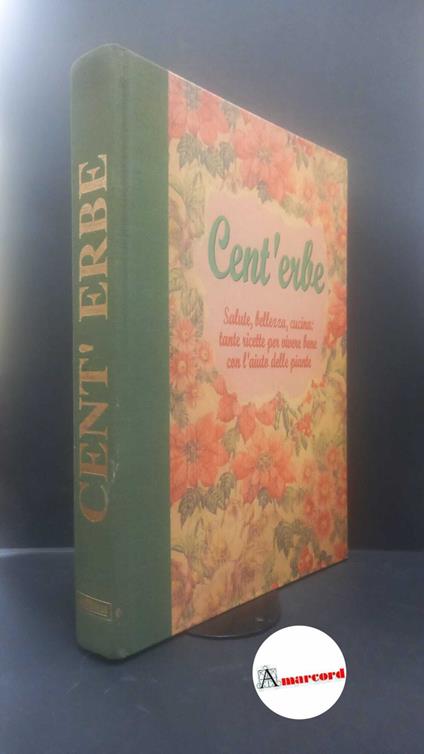 CENT' ERBE
Cent'erbe
Salute, bellezza, cucina:
tante ricette per vivere bene
con l'aiuto delle piante
Amarcord